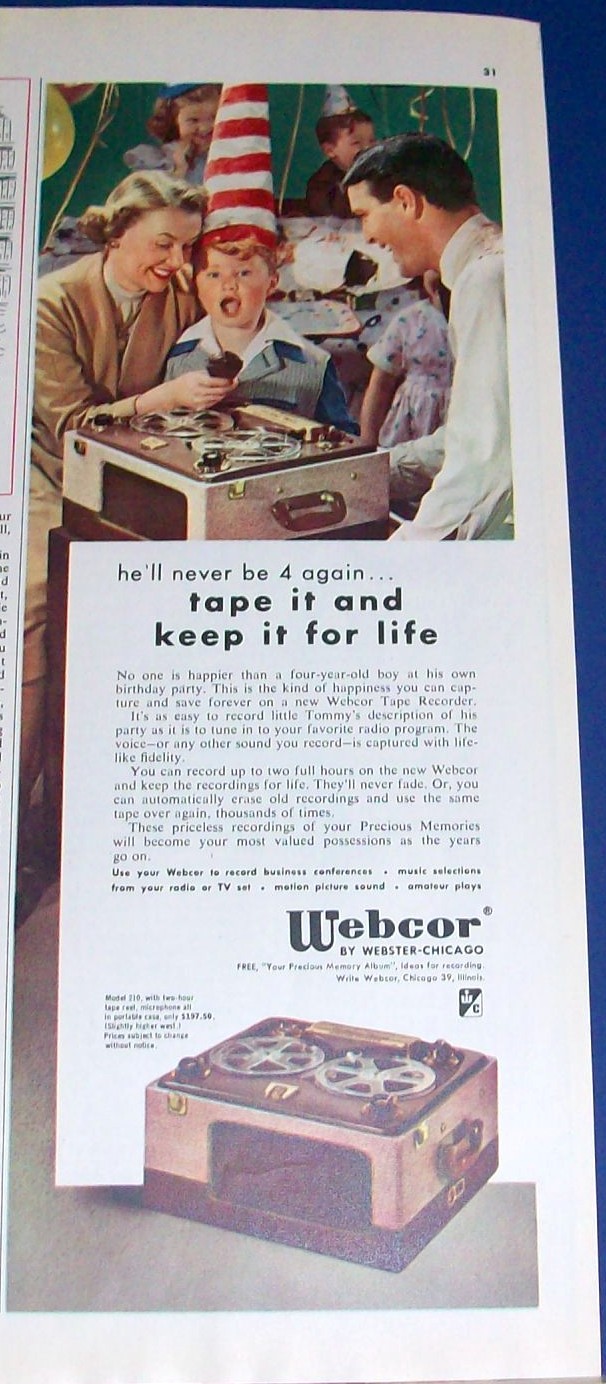 31
he'll never be 4 again...
tape it and
keep it for life
No one is happier than a four-year-old boy at his own
birthday party. This is the kind of happiness you can cap-
ture and save forever on a new Webcor Tape Recorder.
It's as easy to record little Tommy's description of his
party as it is to tune in to your favorite radio program. The
voice—or any other sound you record—is captured with life-
like fidelity.
You can record up to two full hours on the new Webcor
and keep the recordings for life. They'll never fade. Or, you
can automatically erase old recordings and use the same
tape over again, thousands of times.
These priceless recordings of your Precious Memories
will become your most valued possessions as the years
go on.
Use your Webcor to record business conferences • music selections
from your radio or TV set • motion picture sound • amateur plays
Webcor®
BY WEBSTER-CHICAGO
FREE, "Your Precious Memory Album", Ideas for recording.
Write Webcor, Chicago 39, Illinois.
W C
Model 210, with two-hour
tape reel, microphone all
in portable case, only $197.50.
(Slightly higher west.)
Prices subject to change
without notice.